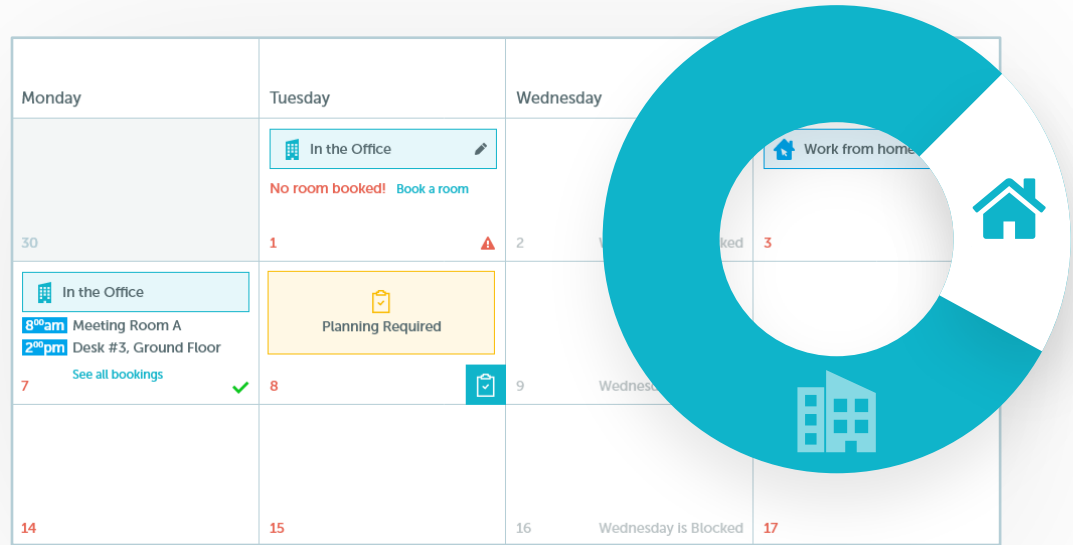 Monday Tuesday Wednesday
In the Office Work from home
No room booked! Book a room
30 1 2 3
In the Office
8ººam Meeting Room A
Planning Required
2ººpm Desk #3, Ground Floor
See all bookings
7 8 9
14 15 16 Wednesday is Blocked 17